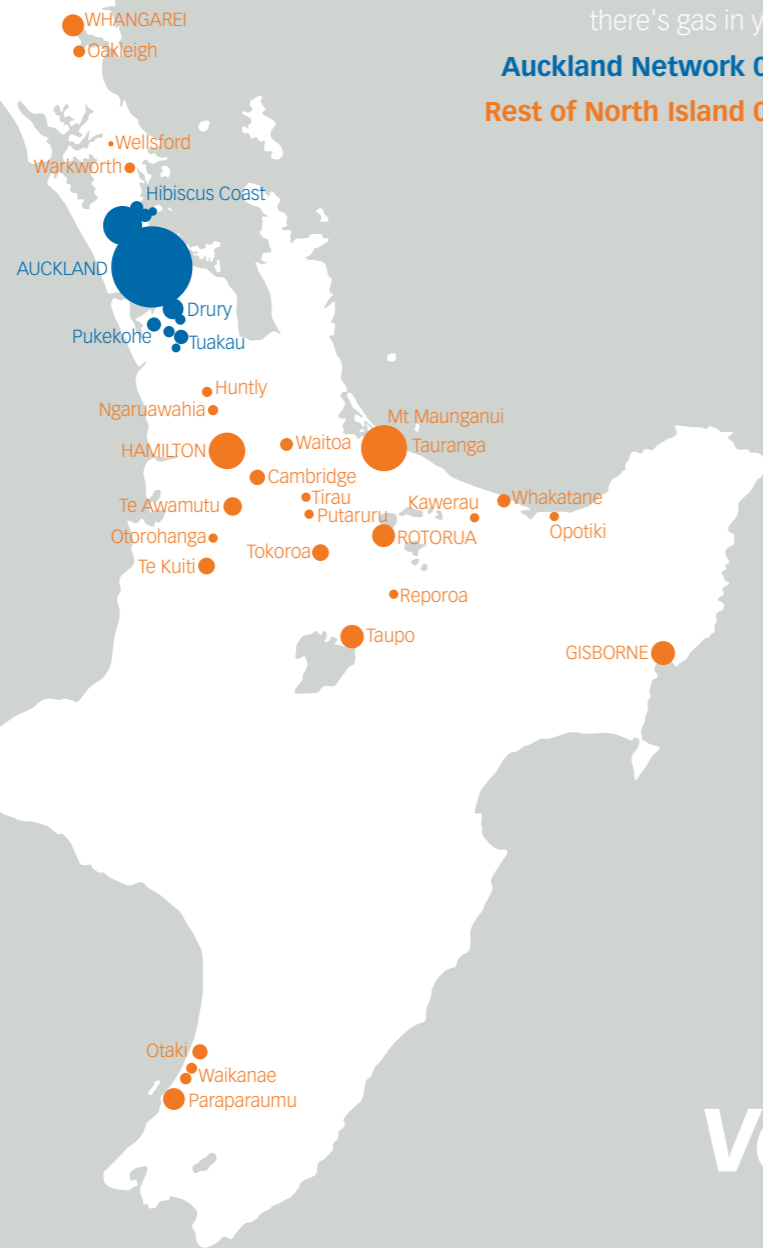 there's gas in y
Auckland Network 0
Rest of North Island 0
WHANGAREI
Oakleigh
Wellsford
Warkworth
Hibiscus Coast
AUCKLAND
Drury
Pukekohe
Tuakau
Huntly
Ngaruawahia
Mt Maunganui
HAMILTON
Waitoa
Tauranga
Cambridge
Te Awamutu
Tirau
Putaruru
Kawerau
Whakatane
Opotiki
Otorohanga
ROTORUA
Tokoroa
Te Kuiti
Reporoa
Taupo
GISBORNE
Otaki
Waikanae
Paraparaumu